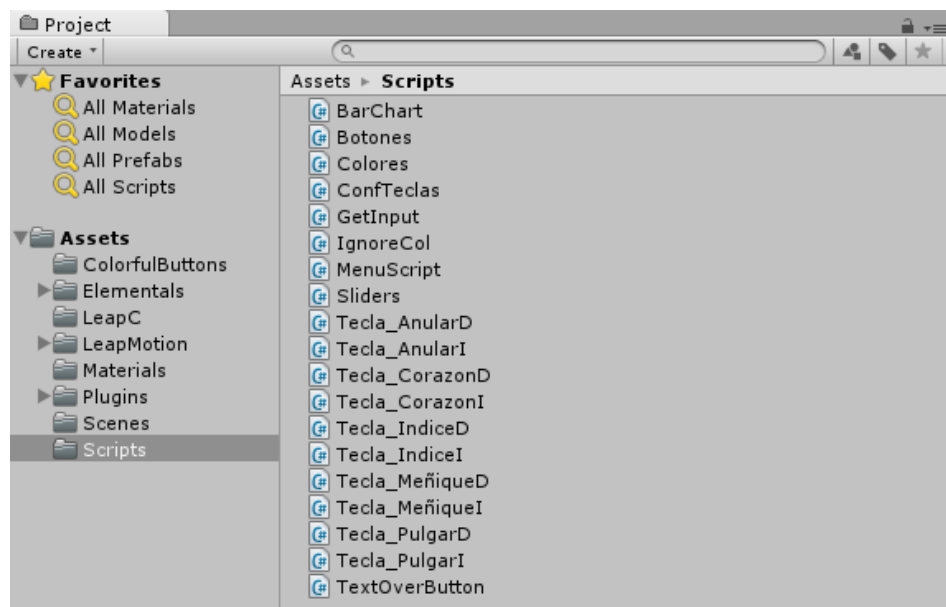 Project
Create
Favorites
All Materials
All Models
All Prefabs
All Scripts
Assets
ColorfulButtons
Elementals
LeapC
LeapMotion
Materials
Plugins
Scenes
Scripts
Assets ▸ Scripts
BarChart
Botones
Colores
ConfTeclas
GetInput
IgnoreCol
MenuScript
Sliders
Tecla_AnularD
Tecla_AnularI
Tecla_CorazonD
Tecla_CorazonI
Tecla_IndiceD
Tecla_IndiceI
Tecla_MeñiqueD
Tecla_MeñiqueI
Tecla_PulgarD
Tecla_PulgarI
TextOverButton